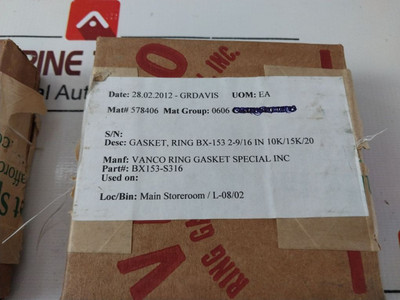 RINE
al Auto
INC.
Date: 28.02.2012 - GRDAVIS UOM: EA
Mat# 578406 Mat Group: 0606
S/N:
Desc: GASKET, RING BX-153 2-9/16 IN 10K/15K/20
Manf: VANCO RING GASKET SPECIAL INC
Part#: BX153-S316
Used on:
Loc/Bin: Main Storeroom / L-08/02
RING GA